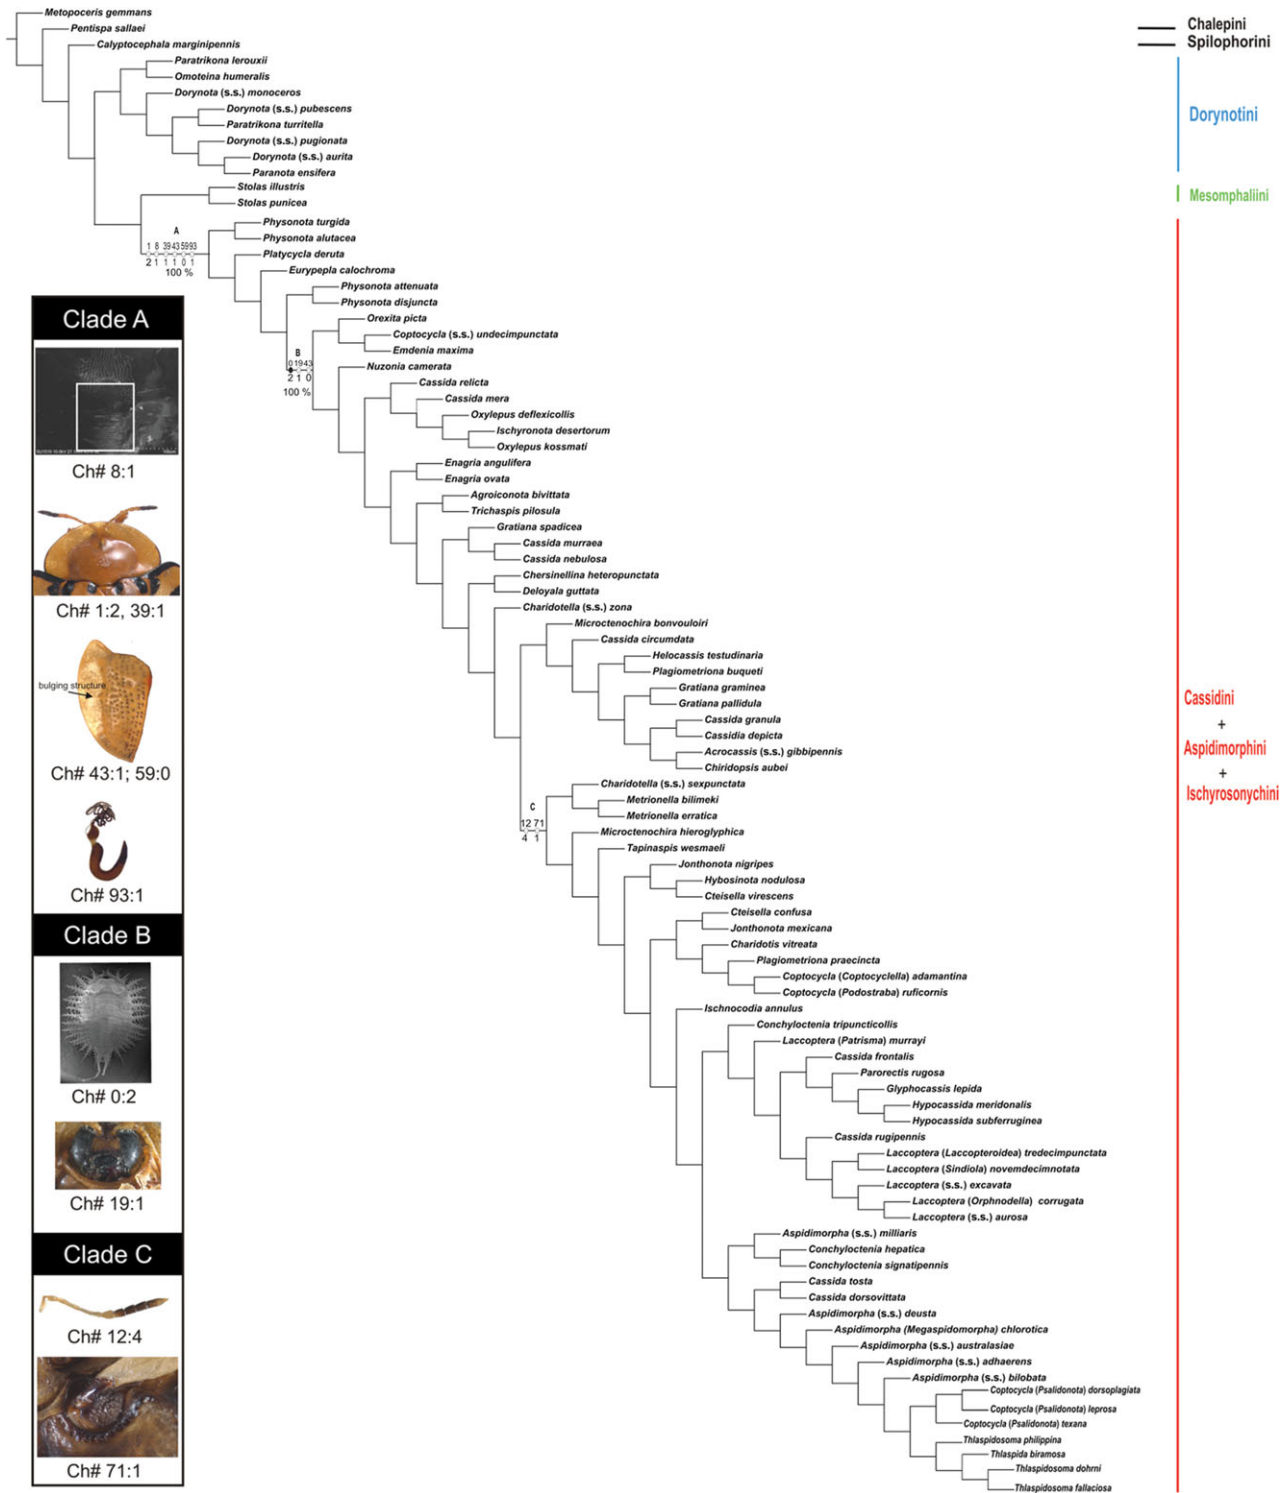 Metopoceris gemmans
Pentispa sallaei
Calyptocephala marginipennis
Paratrikona lerouxii
Omoteina humeralis
Dorynota (s.s.) monoceros
Dorynota (s.s.) pubescens
Paratrikona turritella
Dorynota (s.s.) pugionata
Dorynota (s.s.) aurita
Paranota ensifera
Stolas illustris
Stolas punicea
Physonota turgida
Physonota alutacea
Platycycla deruta
Eurypepla calochroma
Physonota attenuata
Physonota disjuncta
Orexita picta
Coptocycla (s.s.) undecimpunctata
Emdenia maxima
Nuzonia camerata
Cassida relicta
Cassida mera
Oxylepus deflexicollis
Ischyronota desertorum
Oxylepus kossmati
Enagria angulifera
Enagria ovata
Agroiconota bivittata
Trichaspis pilosula
Gratiana spadicea
Cassida murraea
Cassida nebulosa
Chersinellina heteropunctata
Deloyala guttata
Charidotella (s.s.) zona
Microctenochira bonvouloiri
Cassida circumdata
Helocassis testudinaria
Plagiometriona buqueti
Gratiana graminea
Gratiana pallidula
Cassida granula
Cassidia depicta
Acrocassis (s.s.) gibbipennis
Chiridopsis aubei
Charidotella (s.s.) sexpunctata
Metrionella bilimeki
Metrionella erratica
Microctenochira hieroglyphica
Tapinaspis wesmaeli
Jonthonota nigripes
Hybosinota nodulosa
Cteisella virescens
Cteisella confusa
Jonthonota mexicana
Charidotis vitreata
Plagiometriona praecincta
Coptocycla (Coptocyclella) adamantina
Coptocycla (Podostraba) ruficornis
Ischnocodia annulus
Conchyloctenia tripuncticollis
Laccoptera (Patrisma) murrayi
Cassida frontalis
Parorectis rugosa
Glyphocassis lepida
Hypocassida meridonalis
Hypocassida subferruginea
Cassida rugipennis
Laccoptera (Laccopteroidea) tredecimpunctata
Laccoptera (Sindiola) novemdecimnotata
Laccoptera (s.s.) excavata
Laccoptera (Orphnodella) corrugata
Laccoptera (s.s.) aurosa
Aspidimorpha (s.s.) milliaris
Conchyloctenia hepatica
Conchyloctenia signatipennis
Cassida tosta
Cassida dorsovittata
Aspidimorpha (s.s.) deusta
Aspidimorpha (Megaspidomorpha) chlorotica
Aspidimorpha (s.s.) australasiae
Aspidimorpha (s.s.) adhaerens
Aspidimorpha (s.s.) bilobata
Coptocycla (Psalidonota) dorsoplagiata
Coptocycla (Psalidonota) leprosa
Coptocycla (Psalidonota) texana
Thlaspidosoma philippina
Thlaspida biramosa
Thlaspidosoma dohrni
Thlaspidosoma fallaciosa
A
1 8 39 43 59 93
2 1 1 1 0 1
100 %
B
0 19 43
2 1 0
100 %
C
12 71
4 1
Chalepini
Spilophorini
Dorynotini
Mesomphaliini
Cassidini
+
Aspidimorphini
+
Ischyrosonychini
Clade A
Ch# 8:1
Ch# 1:2, 39:1
bulging structure
Ch# 43:1; 59:0
Ch# 93:1
Clade B
Ch# 0:2
Ch# 19:1
Clade C
Ch# 12:4
Ch# 71:1